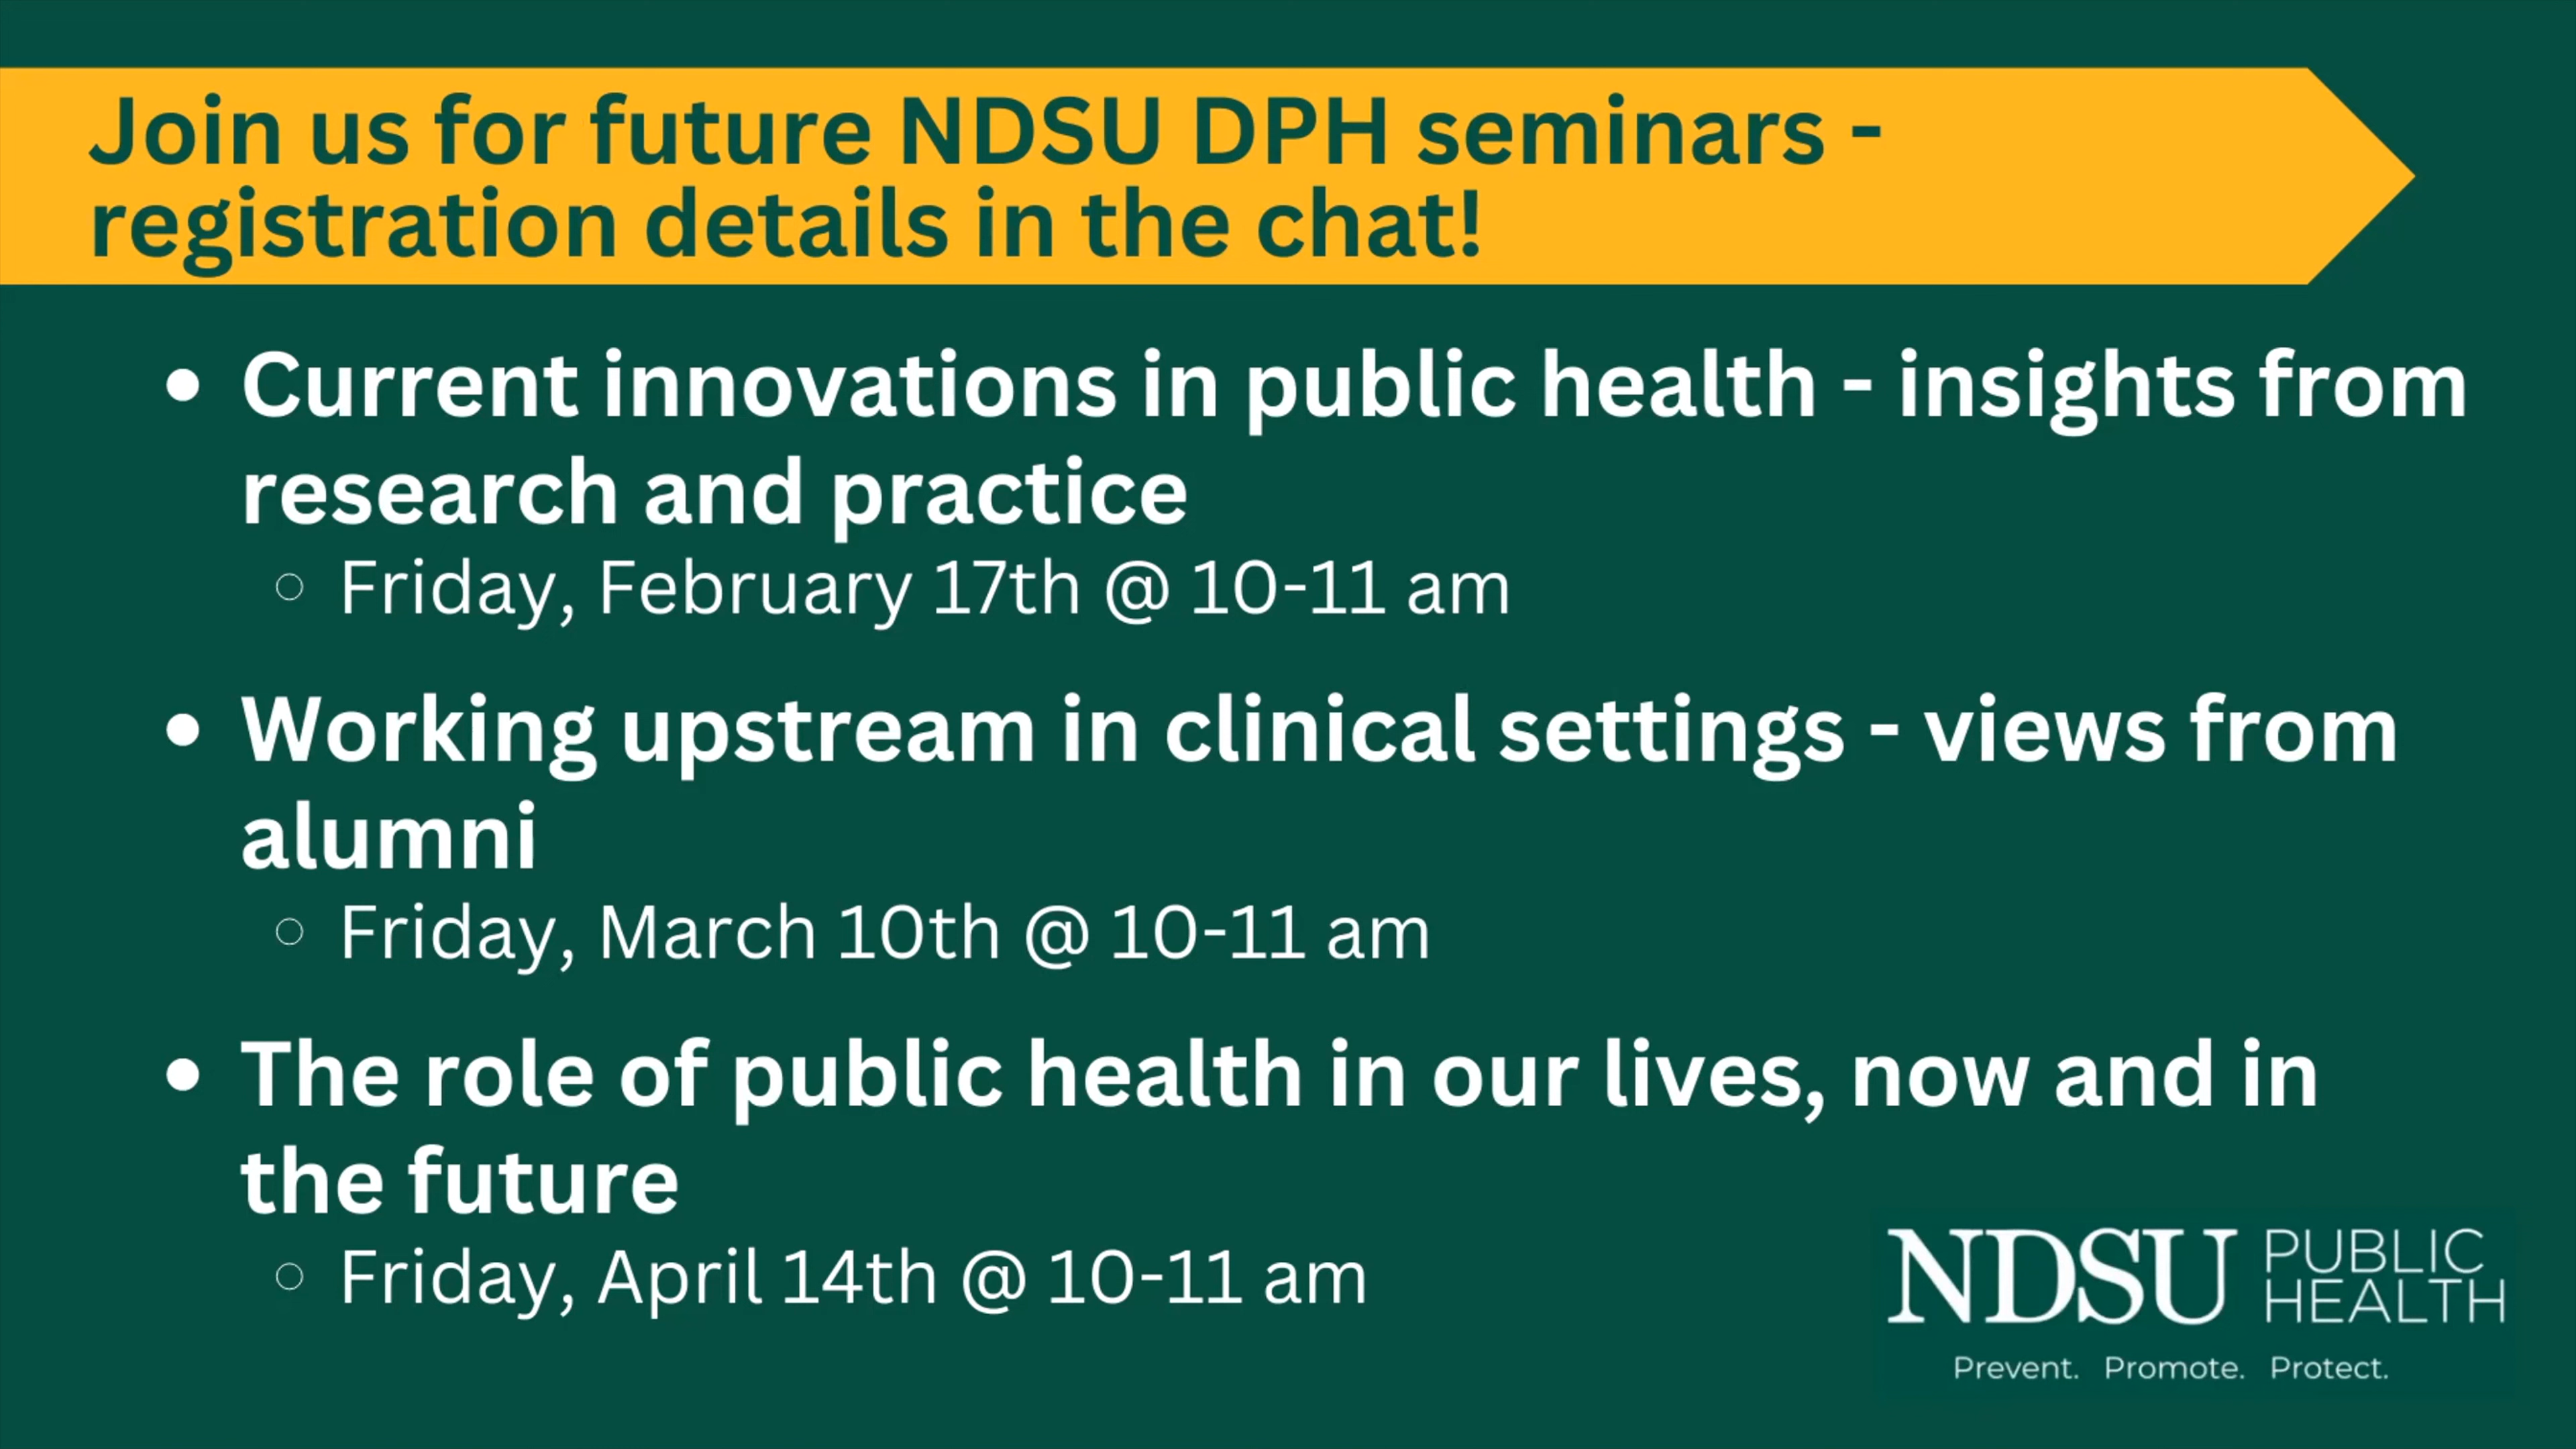 Join us for future NDSU DPH seminars -
registration details in the chat!
• Current innovations in public health - insights from
research and practice
○ Friday, February 17th @ 10-11 am
• Working upstream in clinical settings - views from
alumni
○ Friday, March 10th @ 10-11 am
• The role of public health in our lives, now and in
the future
○ Friday, April 14th @ 10-11 am
NDSU PUBLIC
HEALTH
Prevent. Promote. Protect.